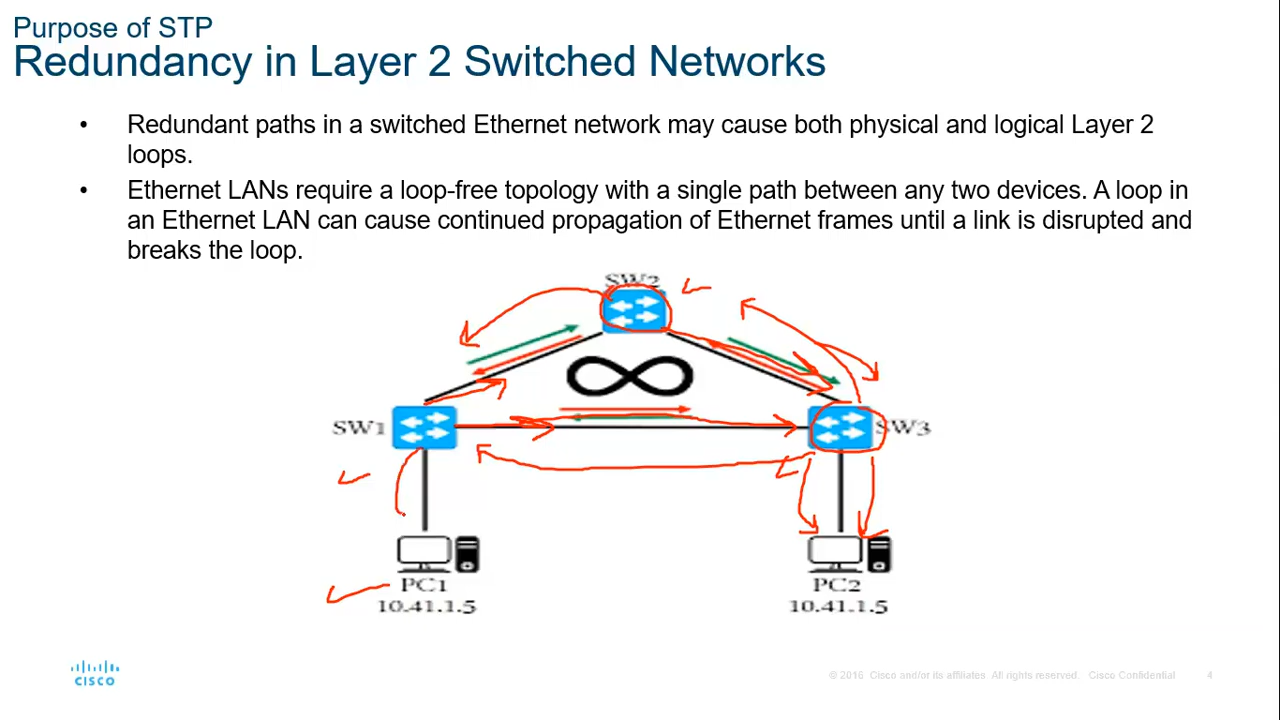 Purpose of STP
Redundancy in Layer 2 Switched Networks
• Redundant paths in a switched Ethernet network may cause both physical and logical Layer 2
loops.
• Ethernet LANs require a loop-free topology with a single path between any two devices. A loop in
an Ethernet LAN can cause continued propagation of Ethernet frames until a link is disrupted and
breaks the loop.
SW2
SW1
SW3
PC1
10.41.1.5
PC2
10.41.1.5
CISCO
© 2016 Cisco and/or its affiliates. All rights reserved. Cisco Confidential
4